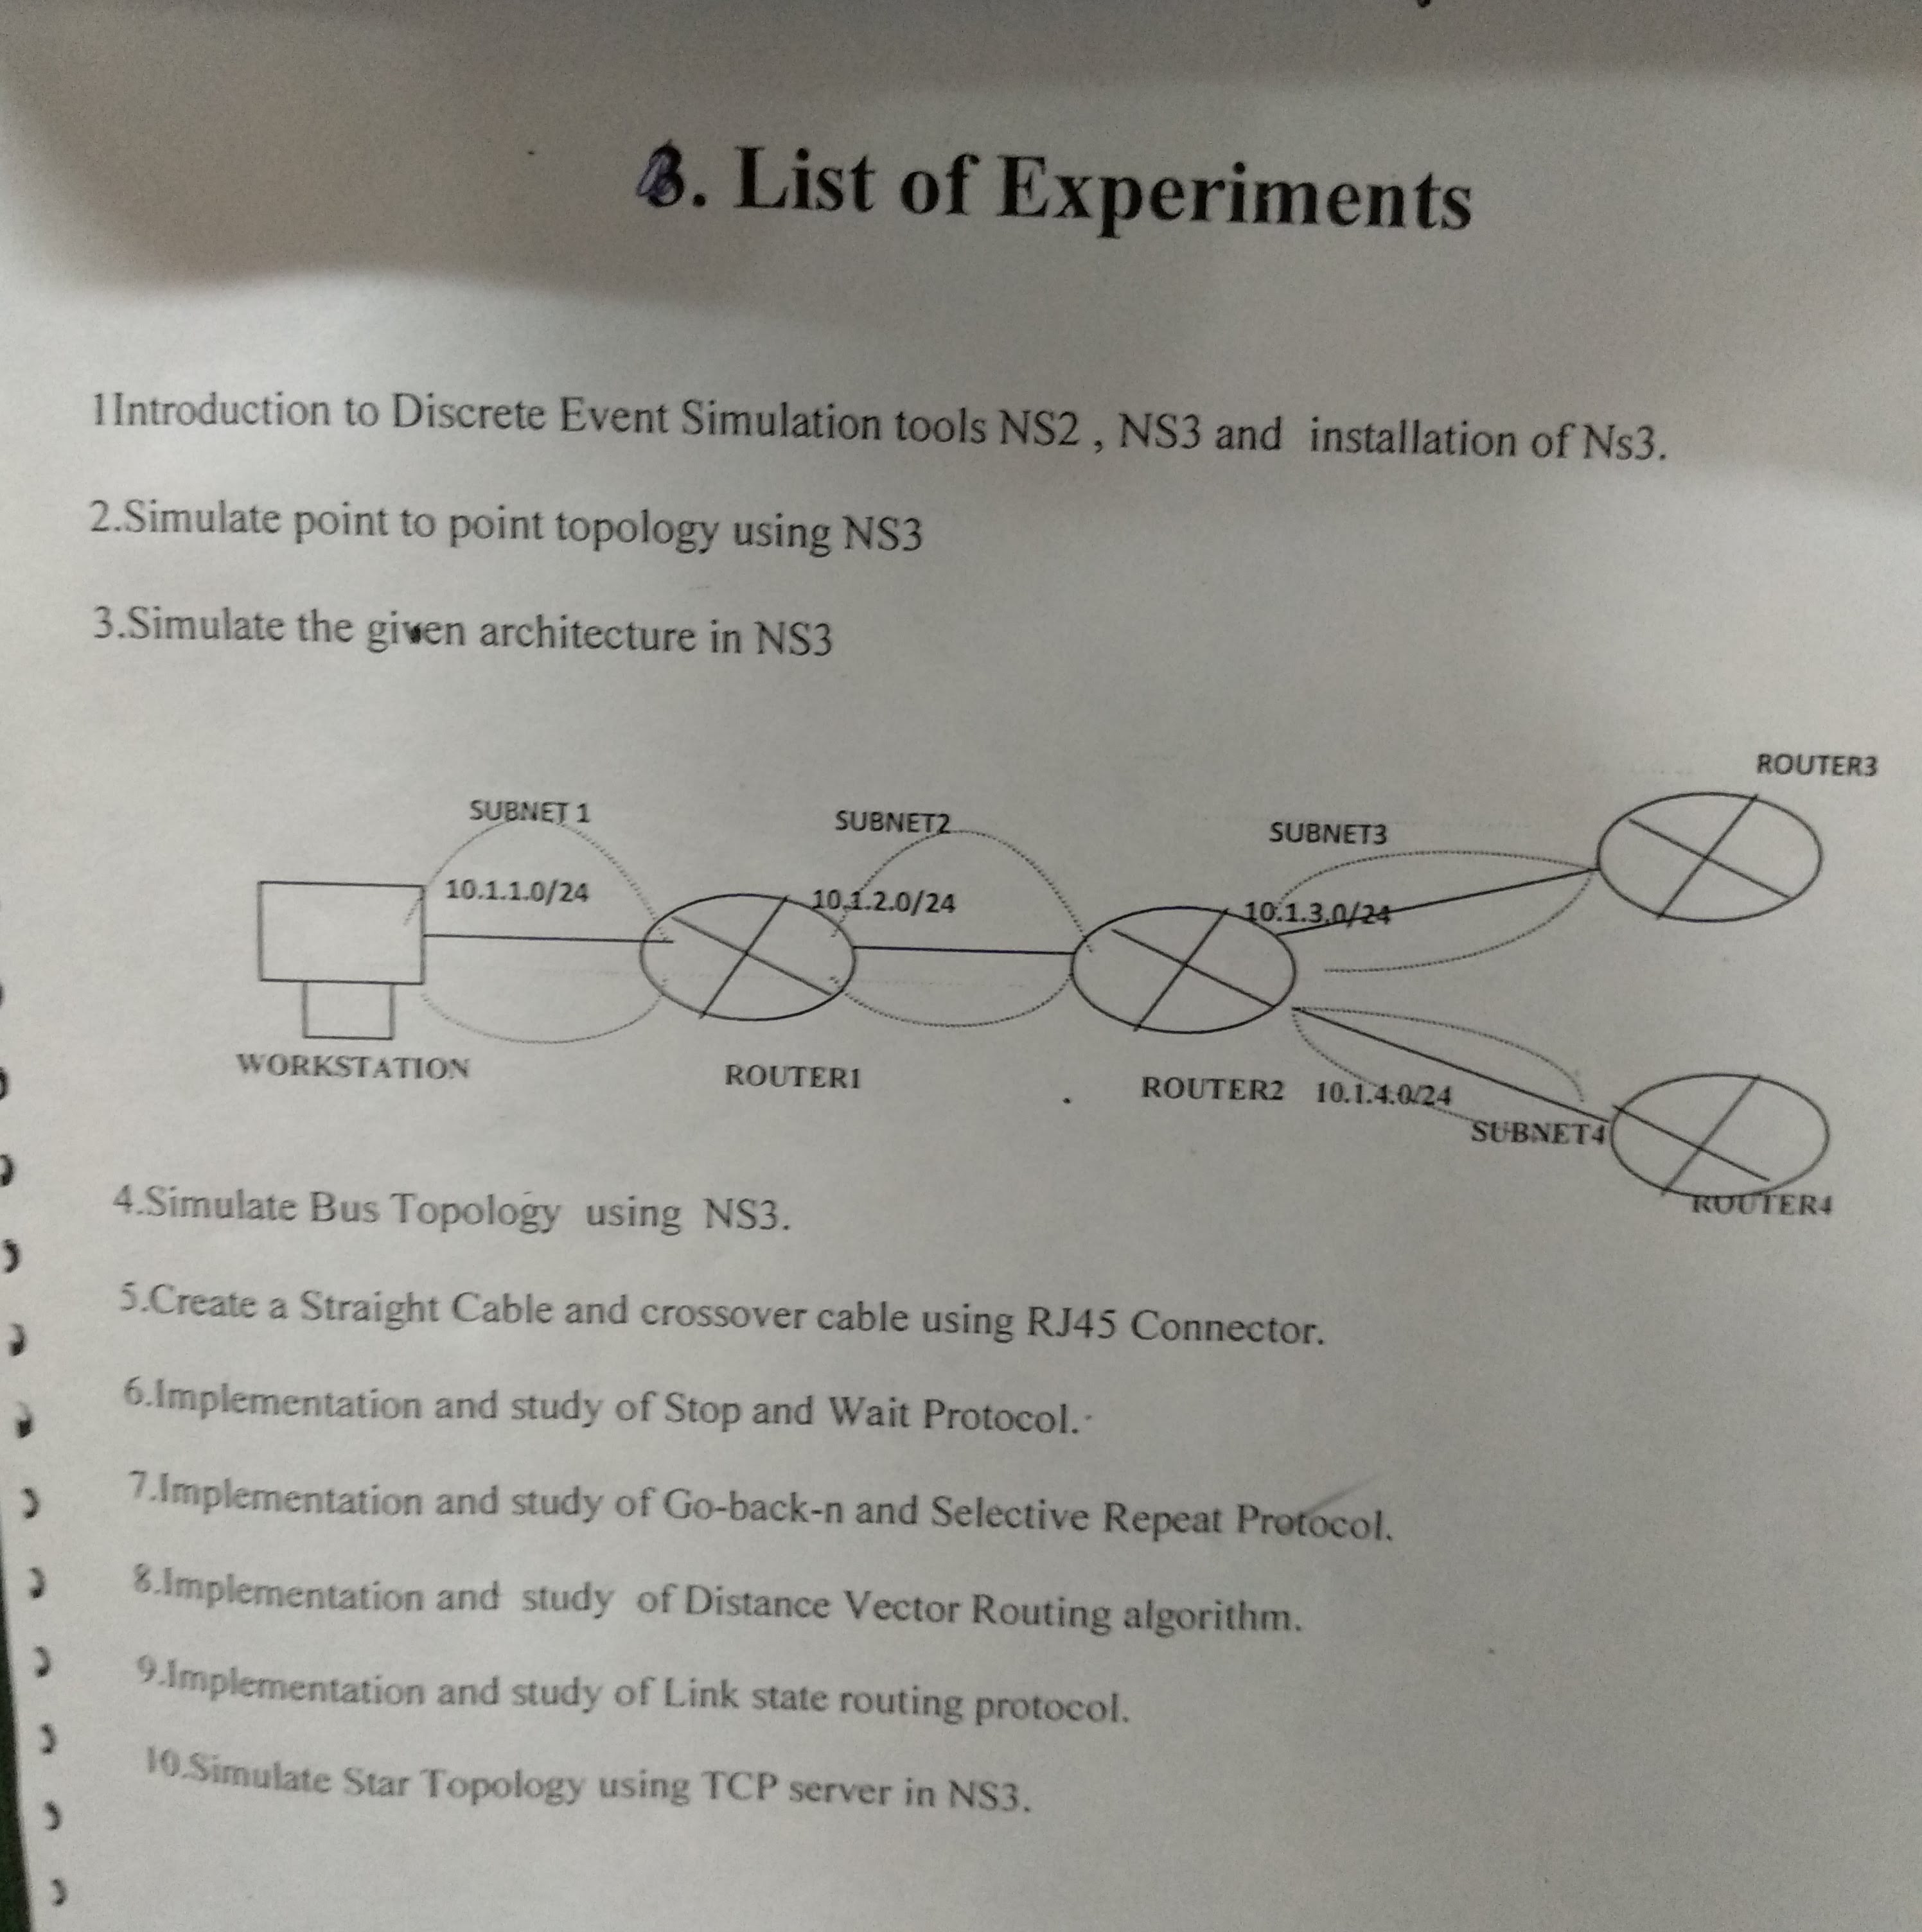 3. List of Experiments
1Introduction to Discrete Event Simulation tools NS2 , NS3 and installation of Ns3.
2.Simulate point to point topology using NS3
3.Simulate the given architecture in NS3
ROUTER3
SUBNET 1
SUBNET2
SUBNET3
10.1.1.0/24
10.1.2.0/24
10.1.3.0/24
WORKSTATION
ROUTER1
ROUTER2
10.1.4.0/24
SUBNET4
ROUTER4
4.Simulate Bus Topology using NS3.
5.Create a Straight Cable and crossover cable using RJ45 Connector.
6.Implementation and study of Stop and Wait Protocol.
7.Implementation and study of Go-back-n and Selective Repeat Protocol.
8.Implementation and study of Distance Vector Routing algorithm.
9.Implementation and study of Link state routing protocol.
10.Simulate Star Topology using TCP server in NS3.